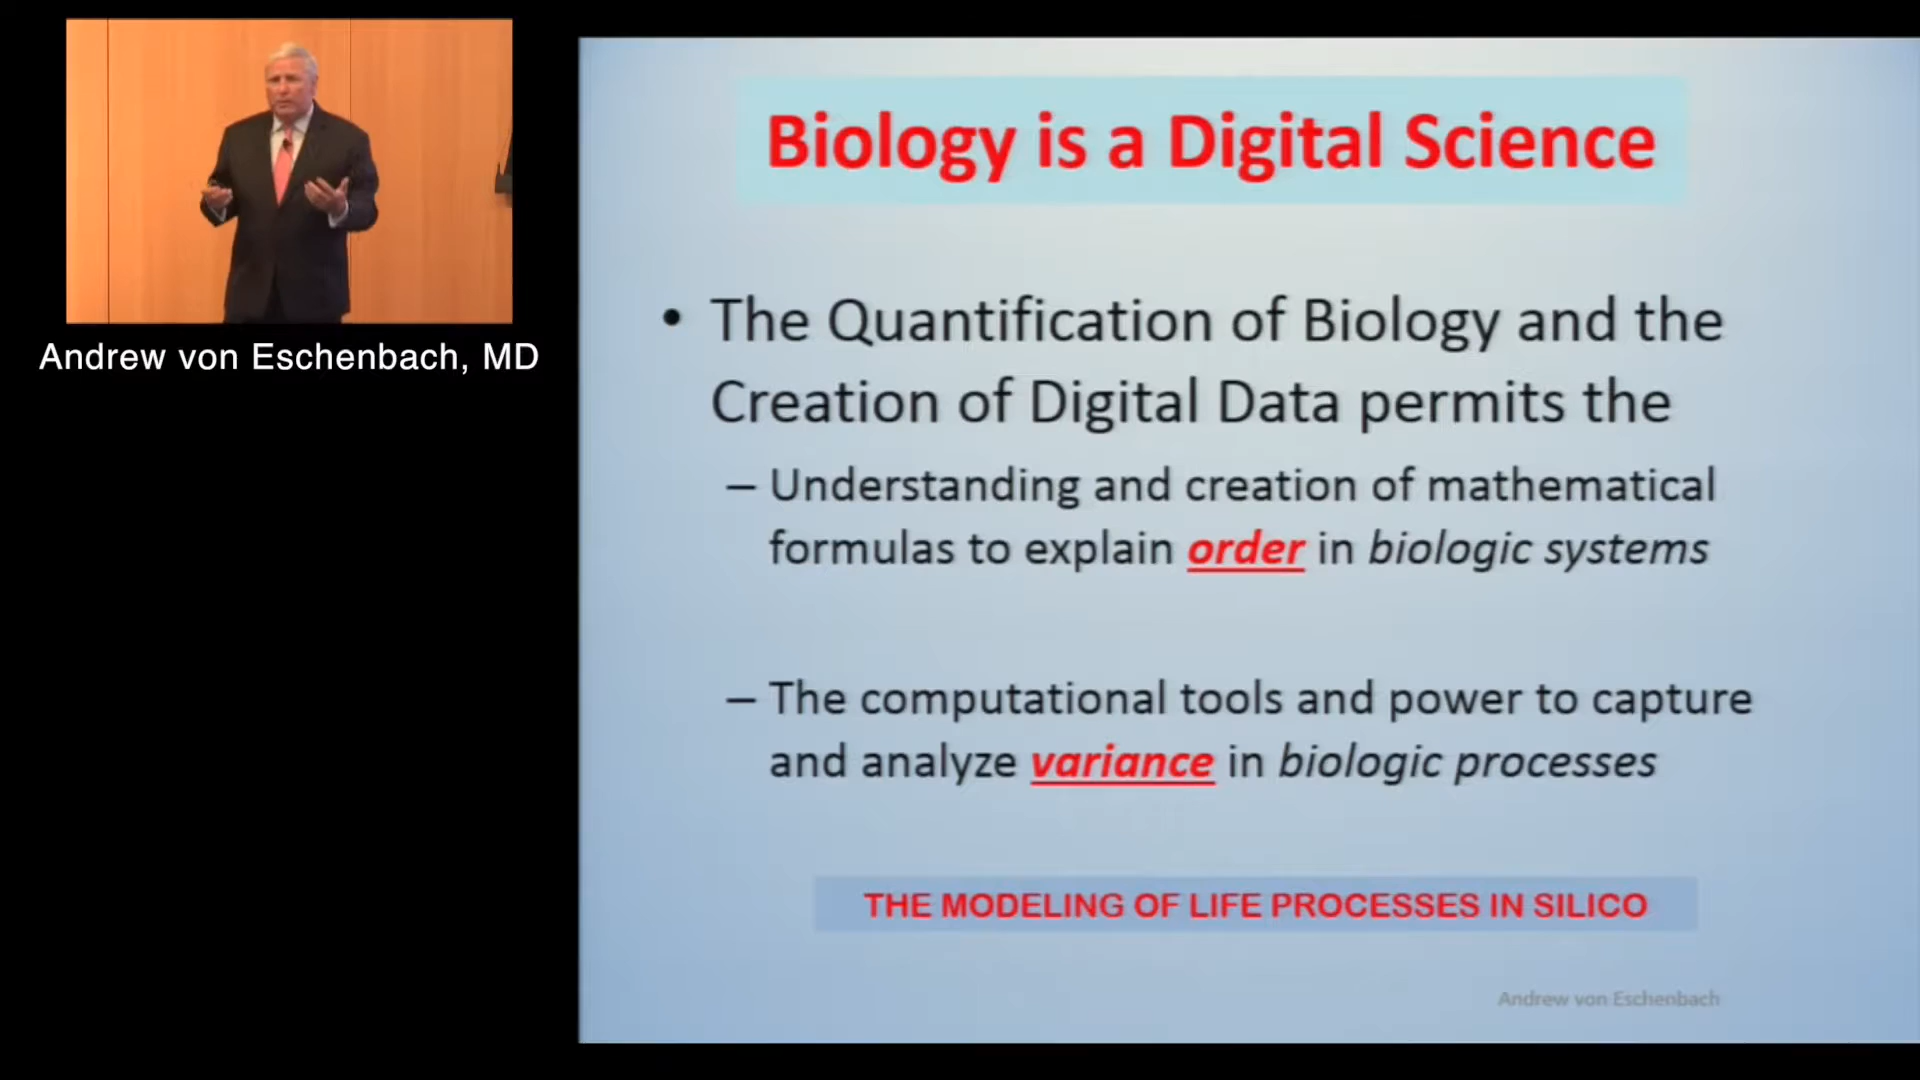 Andrew von Eschenbach, MD
Biology is a Digital Science
• The Quantification of Biology and the
Creation of Digital Data permits the
– Understanding and creation of mathematical
formulas to explain order in biologic systems
– The computational tools and power to capture
and analyze variance in biologic processes
THE MODELING OF LIFE PROCESSES IN SILICO
Andrew von Eschenbach